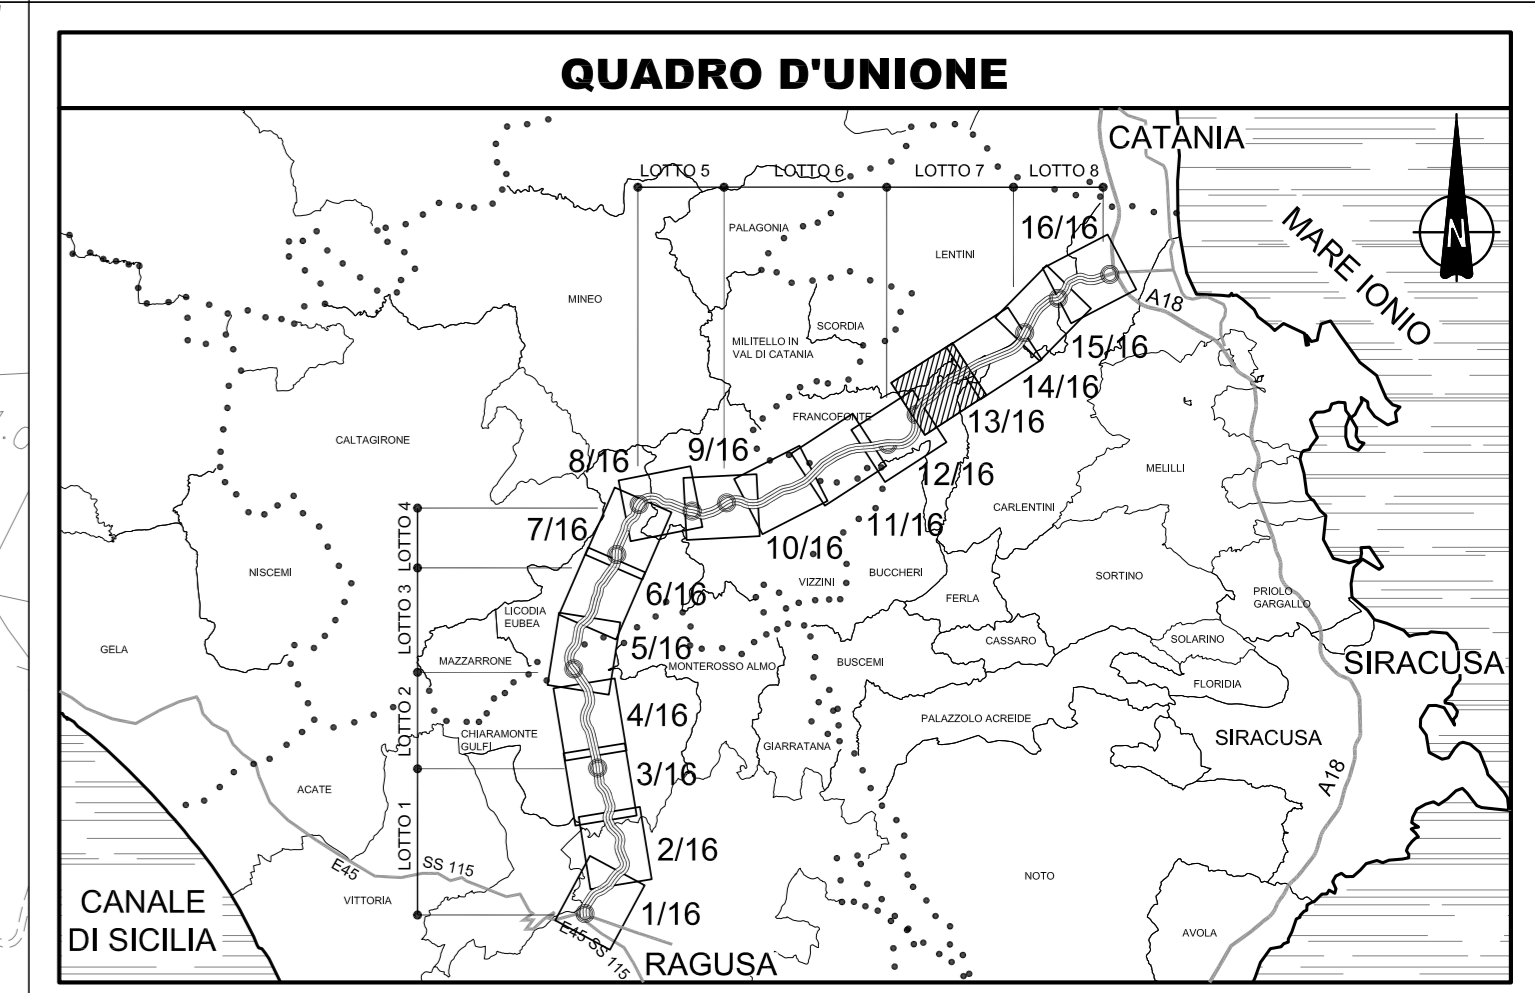 QUADRO D'UNIONE
CATANIA
LOTTO 5
LOTTO 6
LOTTO 7
LOTTO 8
MARE IONIO
N
16/16
PALAGONIA
LENTINI
MINEO
A18
SCORDIA
MILITELLO IN
VAL DI CATANIA
15/16
14/16
FRANCOFONTE
13/16
CALTAGIRONE
9/16
8/16
12/16
MELILLI
CARLENTINI
7/16
11/16
10/16
LOTTO 4
NISCEMI
VIZZINI
BUCCHERI
SORTINO
LOTTO 3
6/16
FERLA
PRIOLO
GARGALLO
LICODIA
EUBEA
CASSARO
SOLARINO
GELA
5/16
MAZZARRONE
MONTEROSSO ALMO
BUSCEMI
SIRACUSA
FLORIDIA
LOTTO 2
4/16
PALAZZOLO ACREIDE
CHIARAMONTE
GULFI
GIARRATANA
SIRACUSA
3/16
A18
ACATE
LOTTO 1
2/16
E45
SS 115
NOTO
CANALE
DI SICILIA
VITTORIA
1/16
AVOLA
E45 SS 115
RAGUSA